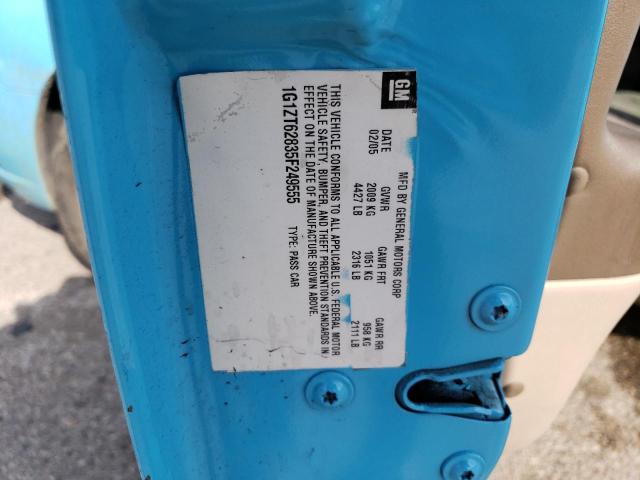 GM
MFD BY GENERAL MOTORS CORP
DATE GVWR GAWR FRT GAWR RR
02/05 2009 KG 1051 KG 958 KG
4427 LB 2316 LB 2111 LB
THIS VEHICLE CONFORMS TO ALL APPLICABLE U.S. FEDERAL MOTOR
VEHICLE SAFETY, BUMPER, AND THEFT PREVENTION STANDARDS IN
EFFECT ON THE DATE OF MANUFACTURE SHOWN ABOVE.
1G1ZT62835F249555 TYPE: PASS CAR